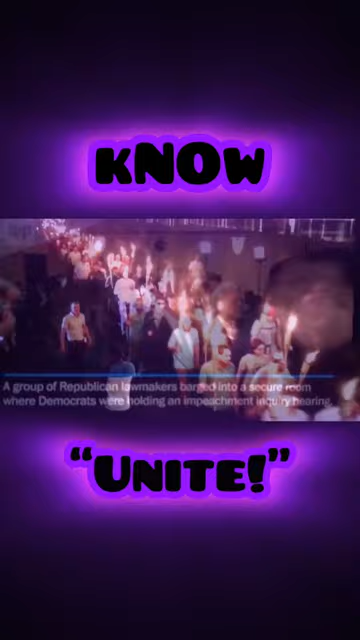 KNOW
A group of Republican lawmakers barged into a secure room
where Democrats were holding an impeachment inquiry hearing.
“UNITE!”